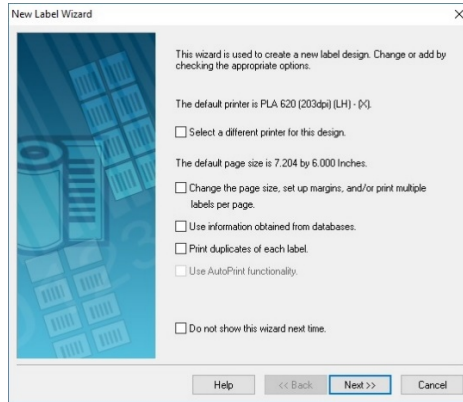 New Label Wizard
This wizard is used to create a new label design. Change or add by
checking the appropriate options.
The default printer is PLA 620 (203dpi) (LH) - (X).
Select a different printer for this design.
The default page size is 7.204 by 6.000 Inches.
Change the page size, set up margins, and/or print multiple
labels per page.
Use information obtained from databases.
Print duplicates of each label.
Use AutoPrint functionality.
Do not show this wizard next time.
Help << Back Next >> Cancel